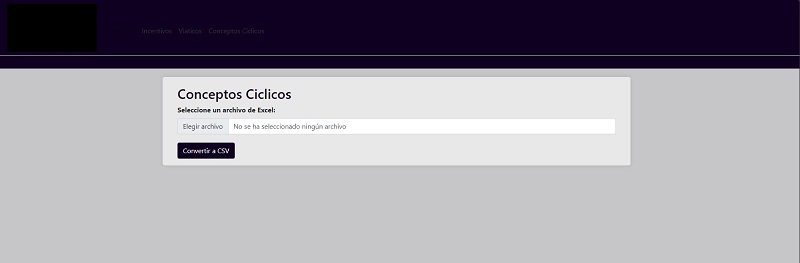 Incentivos Viaticos Conceptos Ciclicos
Conceptos Ciclicos
Seleccione un archivo de Excel:
Elegir archivo No se ha seleccionado ningún archivo
Convertir a CSV